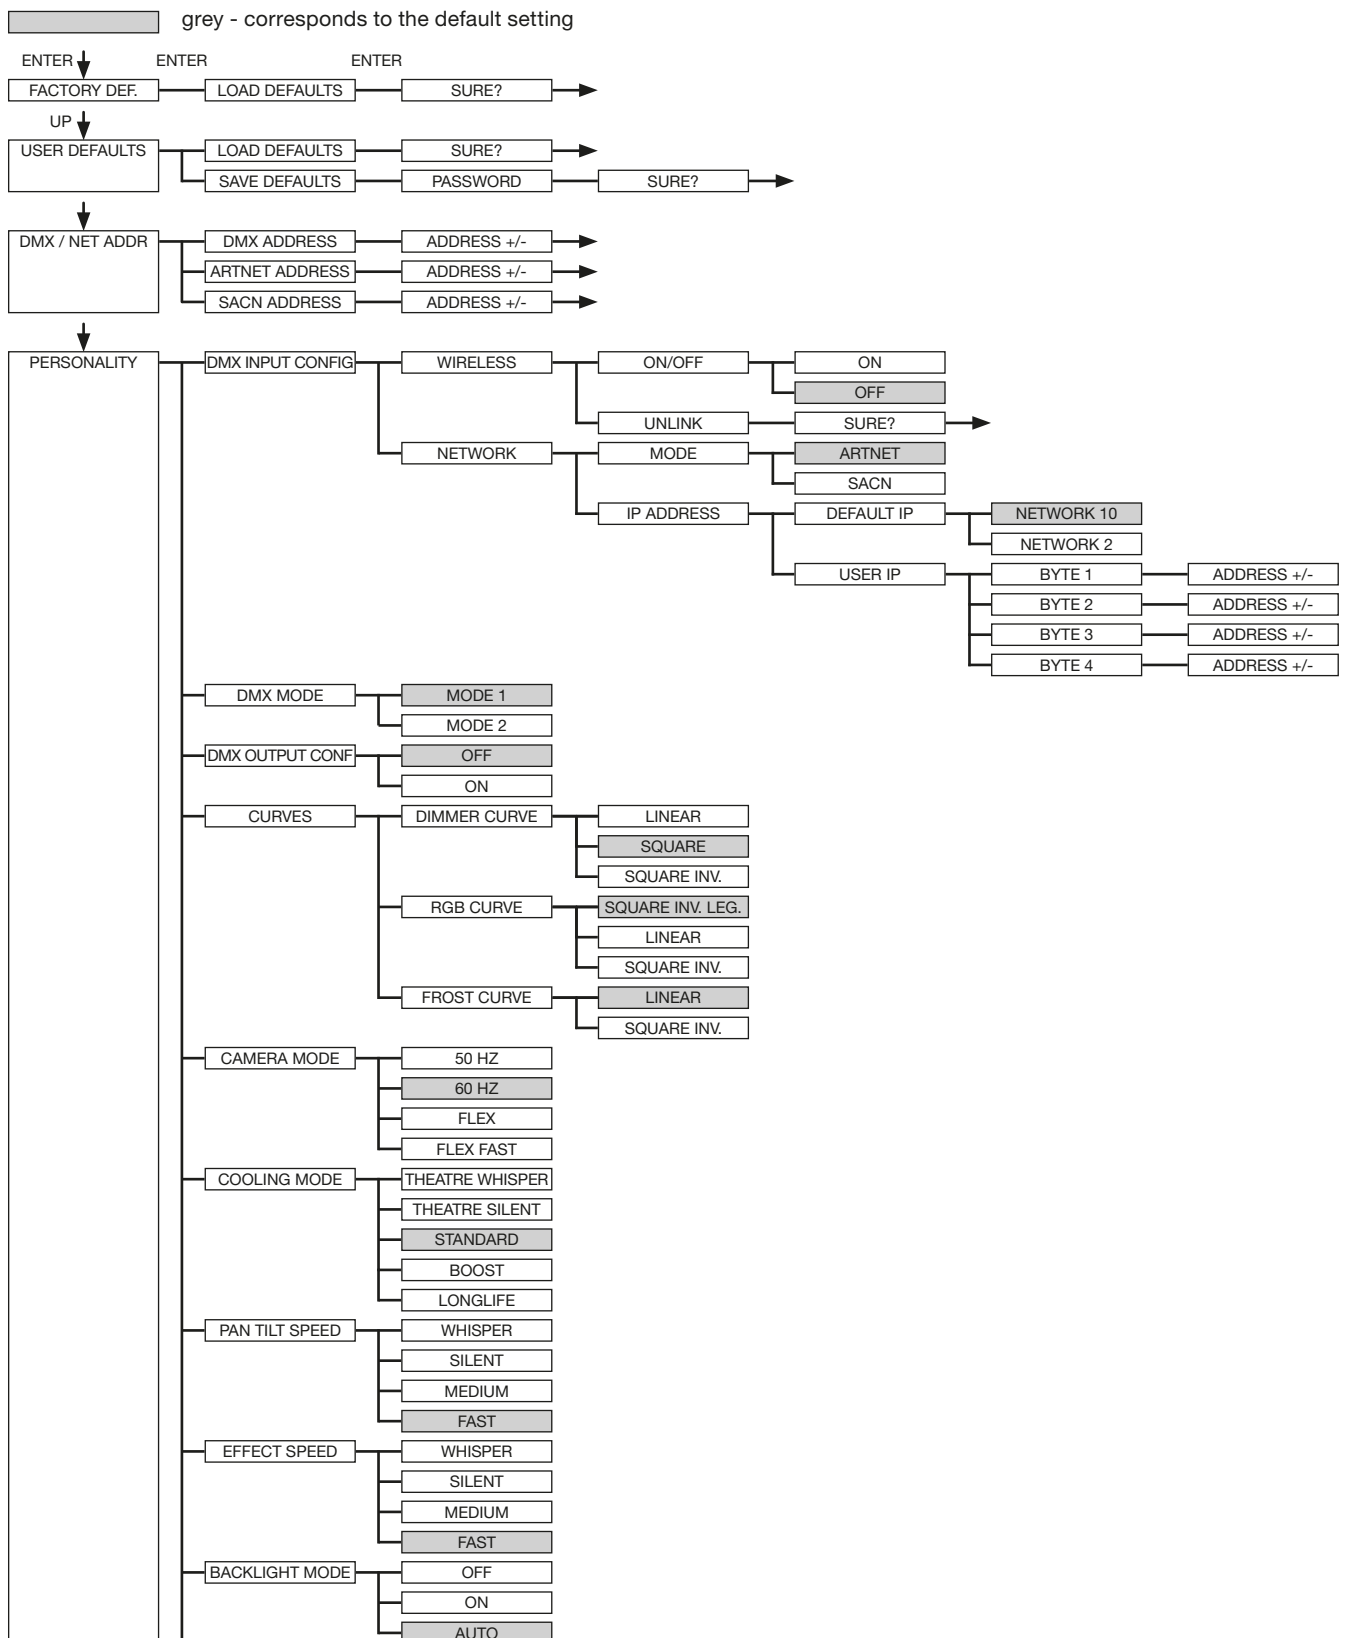 grey - corresponds to the default setting
ENTER ENTER ENTER
FACTORY DEF. LOAD DEFAULTS SURE?
UP
USER DEFAULTS LOAD DEFAULTS SURE?
SAVE DEFAULTS PASSWORD SURE?
DMX / NET ADDR DMX ADDRESS ADDRESS +/-
ARTNET ADDRESS ADDRESS +/-
SACN ADDRESS ADDRESS +/-
PERSONALITY DMX INPUT CONFIG WIRELESS ON/OFF ON
OFF
UNLINK SURE?
NETWORK MODE ARTNET
SACN
IP ADDRESS DEFAULT IP NETWORK 10
NETWORK 2
USER IP BYTE 1 ADDRESS +/-
BYTE 2 ADDRESS +/-
BYTE 3 ADDRESS +/-
BYTE 4 ADDRESS +/-
DMX MODE MODE 1
MODE 2
DMX OUTPUT CONF OFF
ON
CURVES DIMMER CURVE LINEAR
SQUARE
SQUARE INV.
RGB CURVE SQUARE INV. LEG.
LINEAR
SQUARE INV.
FROST CURVE LINEAR
SQUARE INV.
CAMERA MODE 50 HZ
60 HZ
FLEX
FLEX FAST
COOLING MODE THEATRE WHISPER
THEATRE SILENT
STANDARD
BOOST
LONGLIFE
PAN TILT SPEED WHISPER
SILENT
MEDIUM
FAST
EFFECT SPEED WHISPER
SILENT
MEDIUM
FAST
BACKLIGHT MODE OFF
ON
AUTO